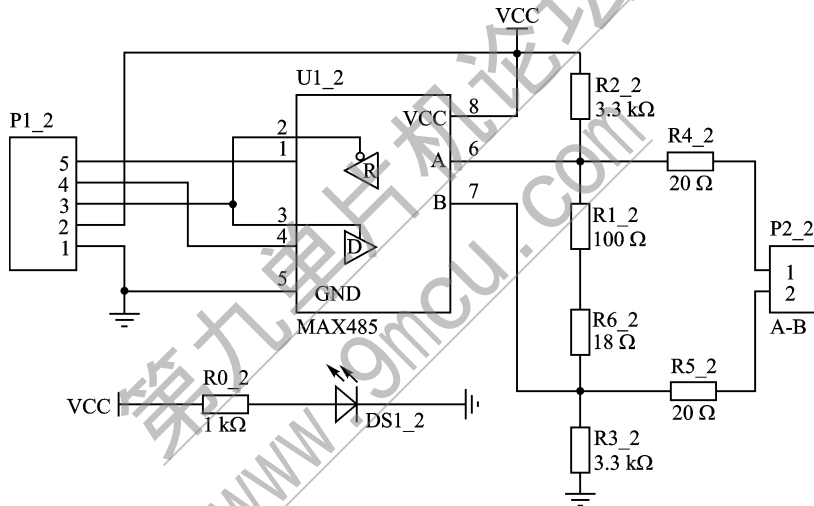 VCC
U1_2
P1_2
5
4
3
2
1
2
1
3
4
5
VCC
8
A
6
B
7
R
D
GND
MAX485
R2_2
3.3 kΩ
R4_2
20 Ω
R1_2
100 Ω
P2_2
1
2
A-B
R6_2
18 Ω
R5_2
20 Ω
R3_2
3.3 kΩ
VCC
R0_2
1 kΩ
DS1_2
第九单片机论坛
www.9mcu.com